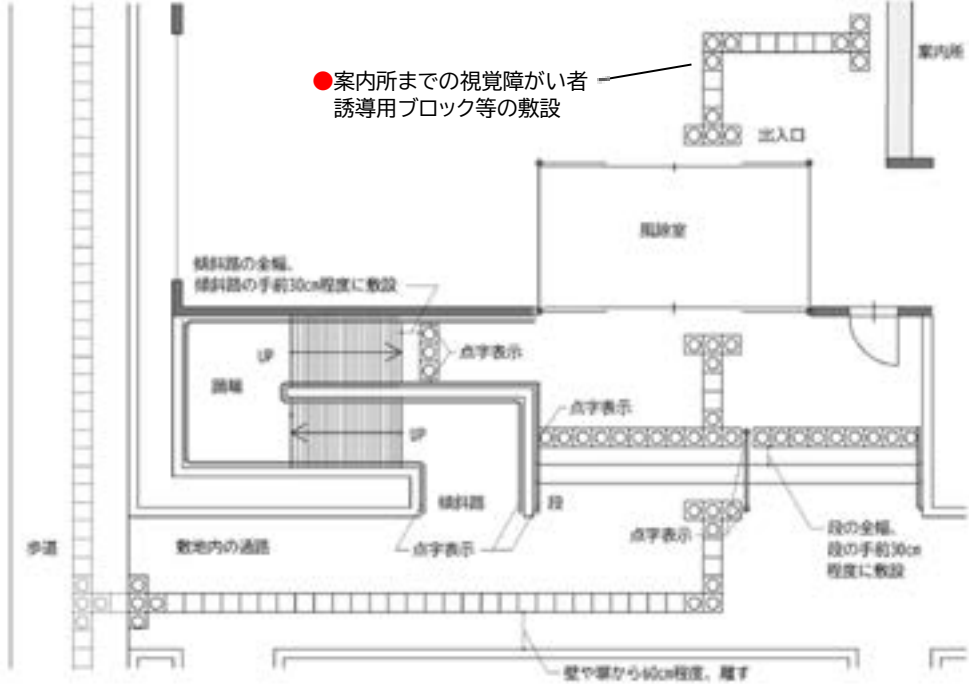 案内所
●案内所までの視覚障がい者
誘導用ブロック等の敷設
出入口
風除室
傾斜路の全幅、
傾斜路の手前30cm程度に敷設
UP
点字表示
踊場
点字表示
UP
傾斜路
段
点字表示
段の全幅、
段の手前30cm
程度に敷設
歩道
敷地内の通路
点字表示
壁や塀から60cm程度、離す